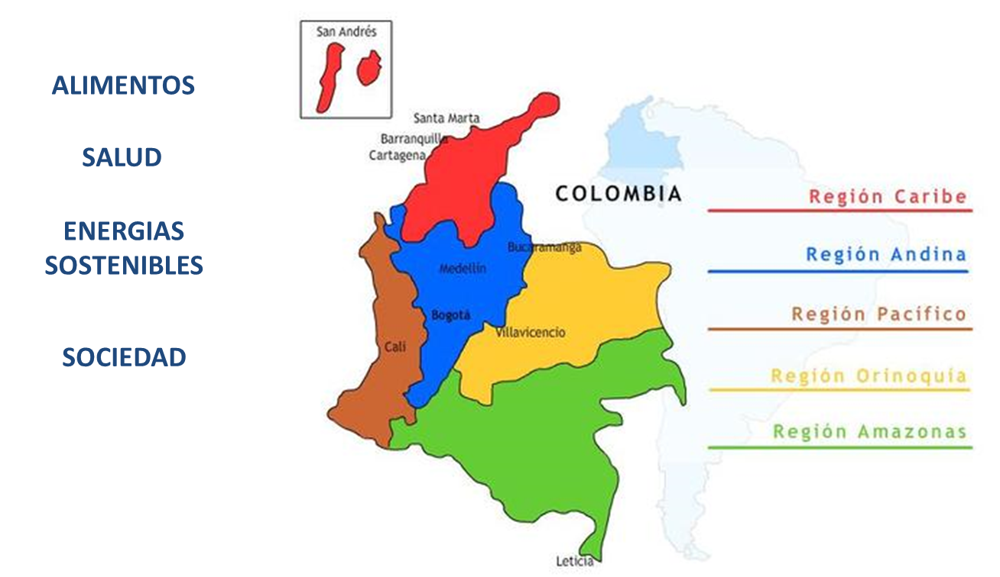 ALIMENTOS
SALUD
ENERGIAS
SOSTENIBLES
SOCIEDAD
San Andrés
Santa Marta
Barranquilla
Cartagena
COLOMBIA
Bucaramanga
Medellín
Bogotá
Villavicencio
Cali
Leticia
Región Caribe
Región Andina
Región Pacífico
Región Orinoquía
Región Amazonas